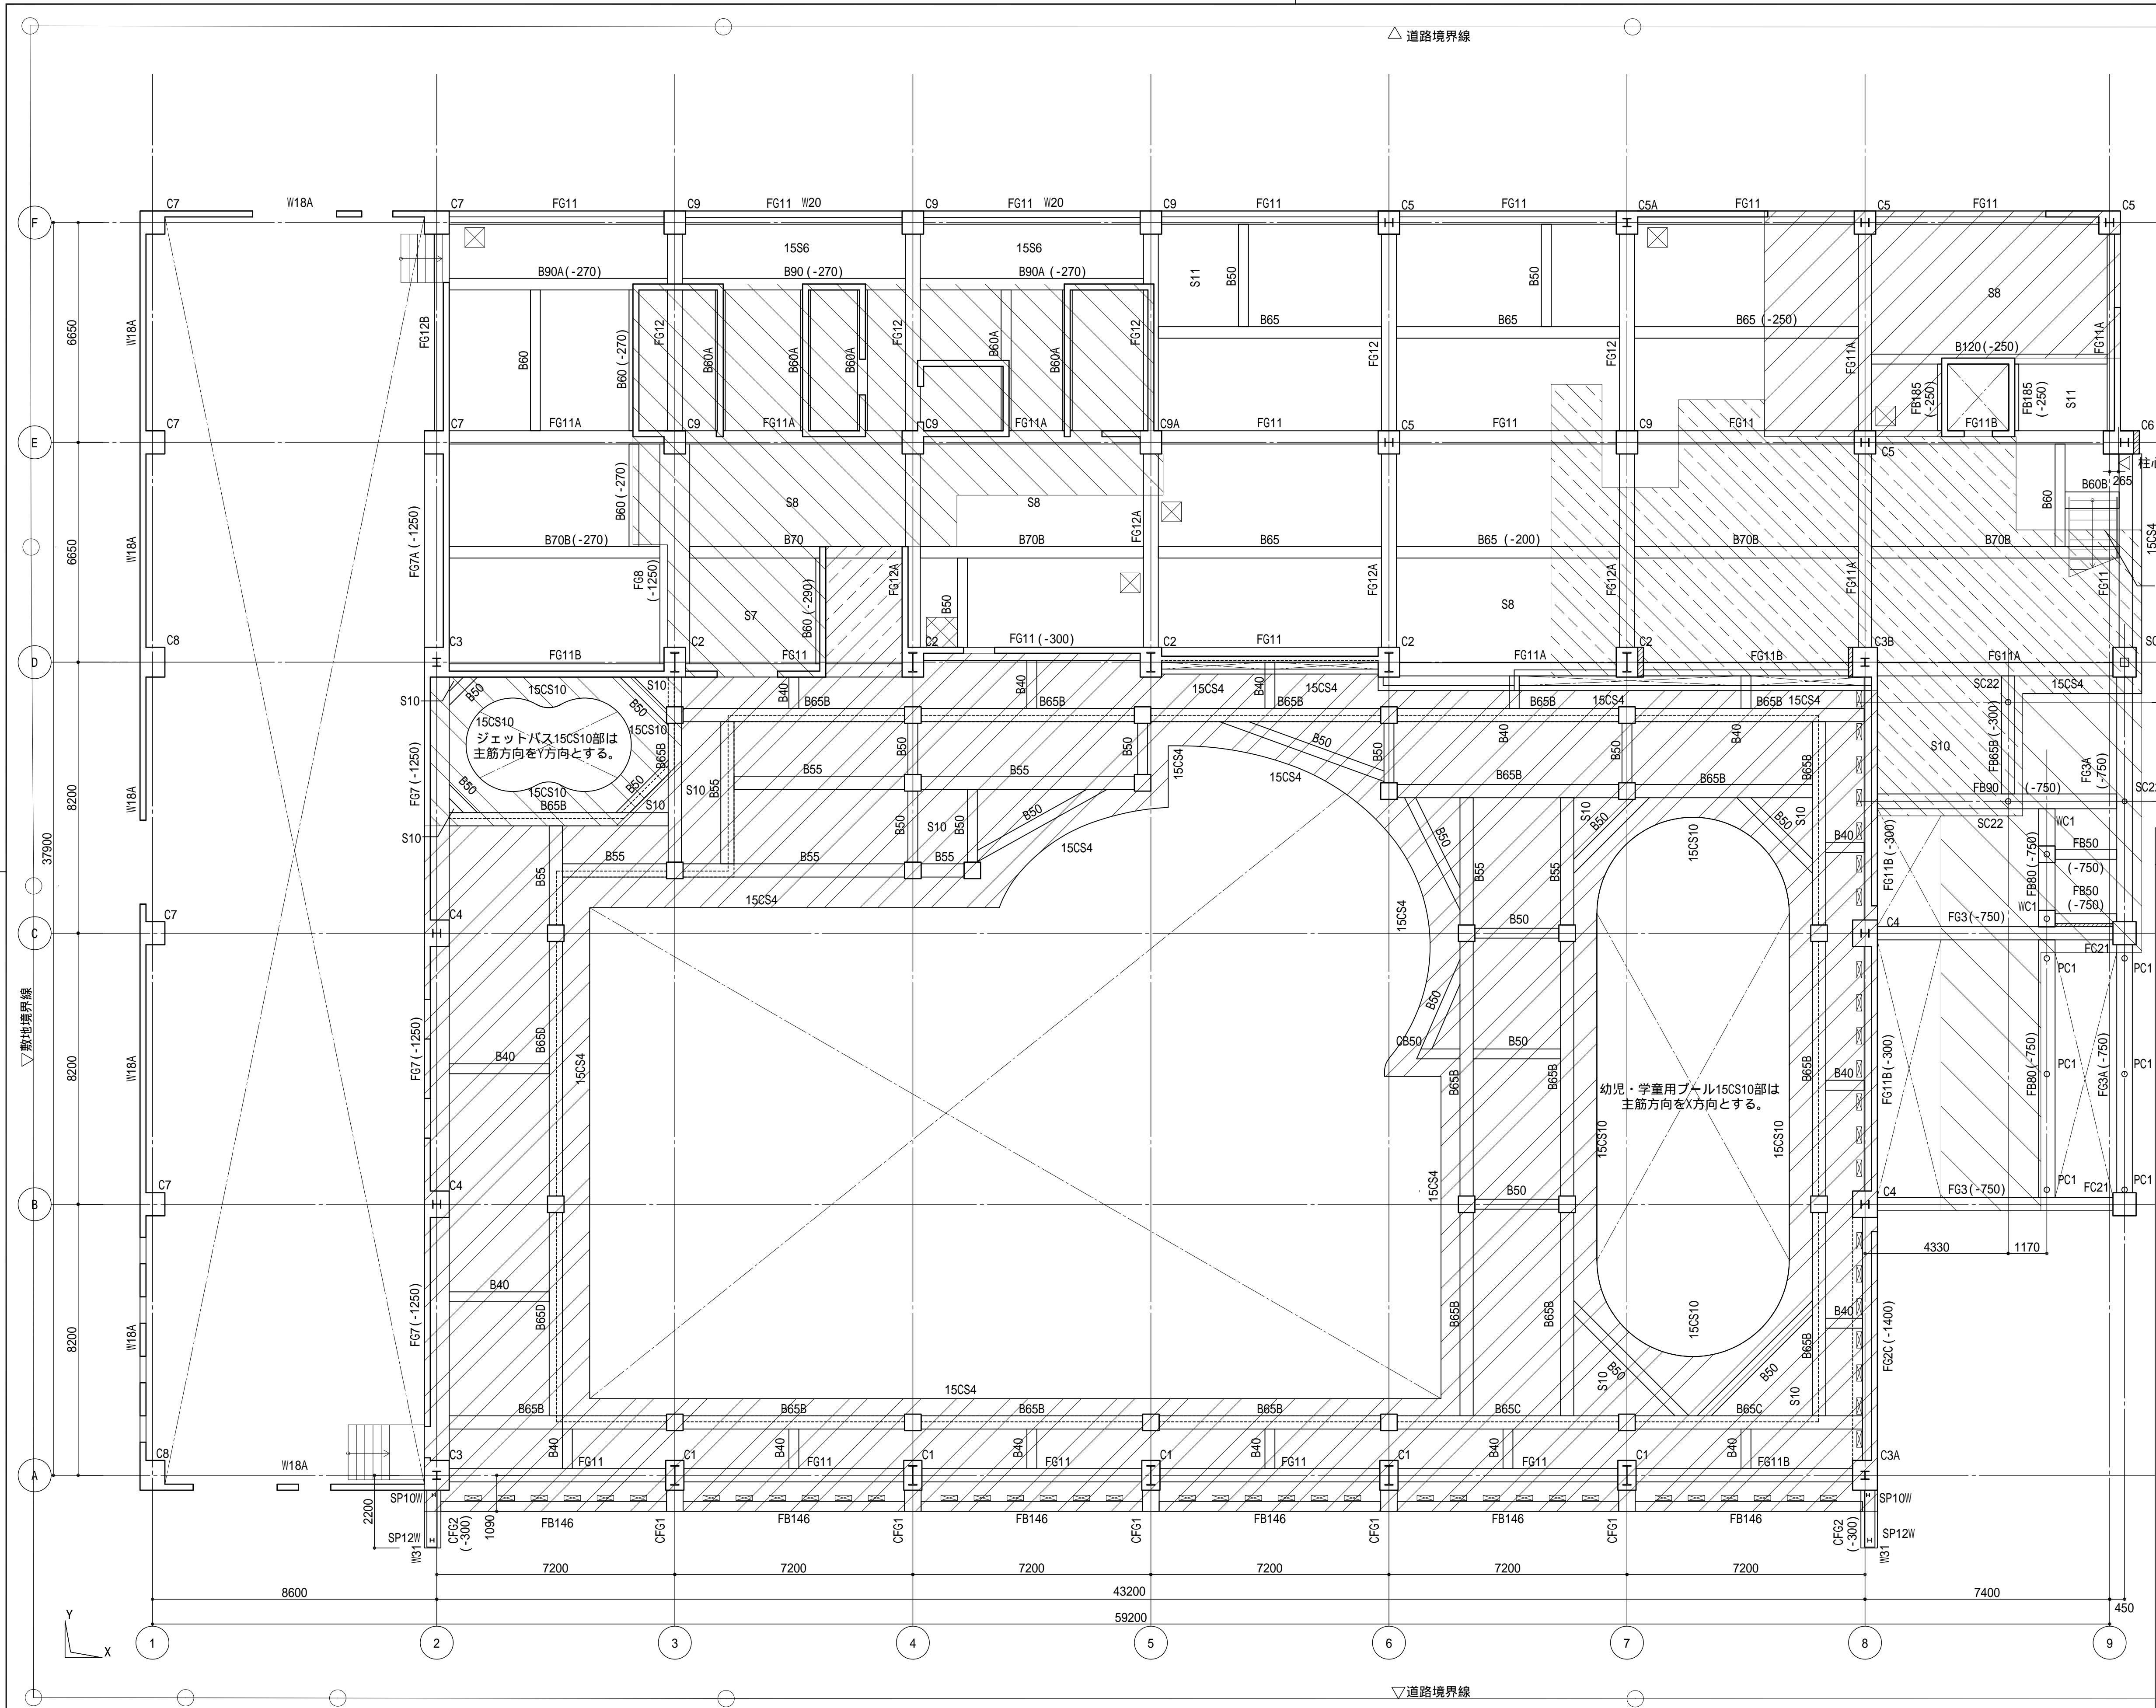 △ 道路境界線
C7 W18A C7 FG11 C9 FG11 W20 C9 FG11 W20 C9 FG11 C5 FG11 C5A FG11 C5 FG11 C5
F
15S6 15S6
B90A(-270) B90(-270) B90A (-270)
S11 B50 B50 S8
B65 B65 B65 (-250)
B120(-250)
6650 W18A FG12B B60 B60(-270) FG12 B60A B60A B60A FG12 B60A B60A FG12 FG12 FG12 FG11A FG11A
FB185 (-250) FB185 (-250) S11
C7 C7 FG11A C9 FG11A C9 FG11A C9A FG11 C5 FG11 C9 FG11 C5 FG11B C6
E
柱心
265
B60 B60B
15CS4
6650 W18A FG7A(-1250) B60(-270) S8 S8 FG12A
B70B(-270) B70 B70B B65 B65 (-200) B70B B70B
FG8 (-1250) S7 B60(-290) FG12A B50 FG12A S8 FG12A FG11A FG11
C8 C3 FG11B C2 FG11 C2 FG11(-300) C2 FG11 C2 FG11A C2 FG11B C3B FG11A SC
D
S10 B50 15CS10 B50 S10 B40 B65B B40 B65B 15CS4 B40 15CS4 B65B B65B 15CS4 B65B 15CS4 SC22 15CS4
15CS10 15CS10
ジェットバス15CS10部は
主筋方向をY方向とする。
B65B B50 B50 15CS4 B50 B50 B40 B50 B40 B65B S10 FB65B(-300) FG3A (-750)
8200 W18A FG7(-1250) B50 15CS10 B65B B50 S10 S10 B55 B55 B55 15CS4 B65B B65B FB90 (-750) SC22
S10 B50 S10 B50 B50 B50 S10 B50 15CS10 B50 S10 B40 SC22 WC1
37900
B55 B55 B55 B55 15CS4 B55 B55 FG11B(-300) FB80(-750) FB50 (-750)
15CS4 15CS4 WC1 FB50 (-750)
C7 C4 B50 C4 FG3(-750) FC21
C
PC1 PC1
▽敷地境界線
8200 W18A FG7(-1250) B65D B40 15CS4 B50 CB50 B50 B65B B65B B65B B40 FG11B(-300) FB80(-750) PC1 FG3A(-750) PC1
幼児・学童用プール15CS10部は
主筋方向をX方向とする。
15CS10 15CS10
15CS4
C7 C4 B50 C4 FG3(-750) PC1 FC21 PC1
B
4330 1170
8200 W18A FG7(-1250) B40 B65D B65B B65B 15CS10 B40 B65B FG2C(-1400)
B50 S10 B50 S10
15CS4
B65B B65B B65B B65B B65C B65C
C8 W18A C3 B40 FG11 C1 B40 FG11 C1 B40 FG11 C1 B40 FG11 C1 B40 FG11 C1 B40 FG11B C3A
A
SP10W SP10W
2200 SP12W W31 CFG2 (-300) 1090 FB146 CFG1 FB146 CFG1 FB146 CFG1 FB146 CFG1 FB146 CFG1 FB146 CFG2 (-300) SP12W W31
7200 7200 7200 7200 7200 7200
8600 43200 7400
59200 450
Y
X
1 2 3 4 5 6 7 8 9
▽道路境界線